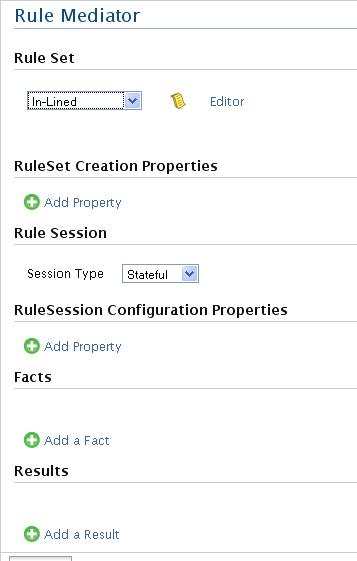 Rule Mediator
Rule Set
In-Lined Editor
RuleSet Creation Properties
Add Property
Rule Session
Session Type Stateful
RuleSession Configuration Properties
Add Property
Facts
Add a Fact
Results
Add a Result